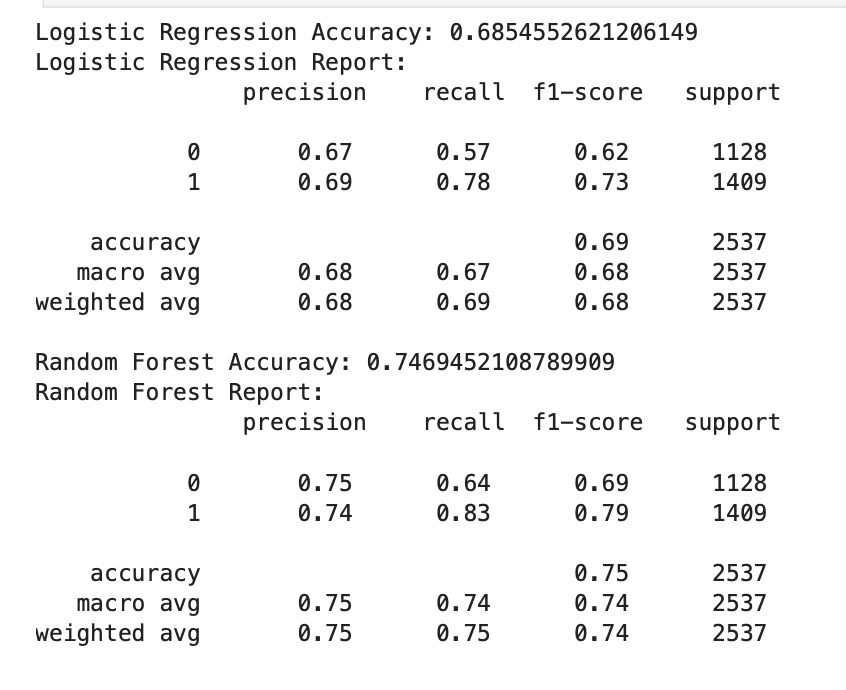 Logistic Regression Accuracy: 0.6854552621206149
Logistic Regression Report:
precision recall f1-score support
0 0.67 0.57 0.62 1128
1 0.69 0.78 0.73 1409
accuracy 0.69 2537
macro avg 0.68 0.67 0.68 2537
weighted avg 0.68 0.69 0.68 2537
Random Forest Accuracy: 0.7469452108789909
Random Forest Report:
precision recall f1-score support
0 0.75 0.64 0.69 1128
1 0.74 0.83 0.79 1409
accuracy 0.75 2537
macro avg 0.75 0.74 0.74 2537
weighted avg 0.75 0.75 0.74 2537